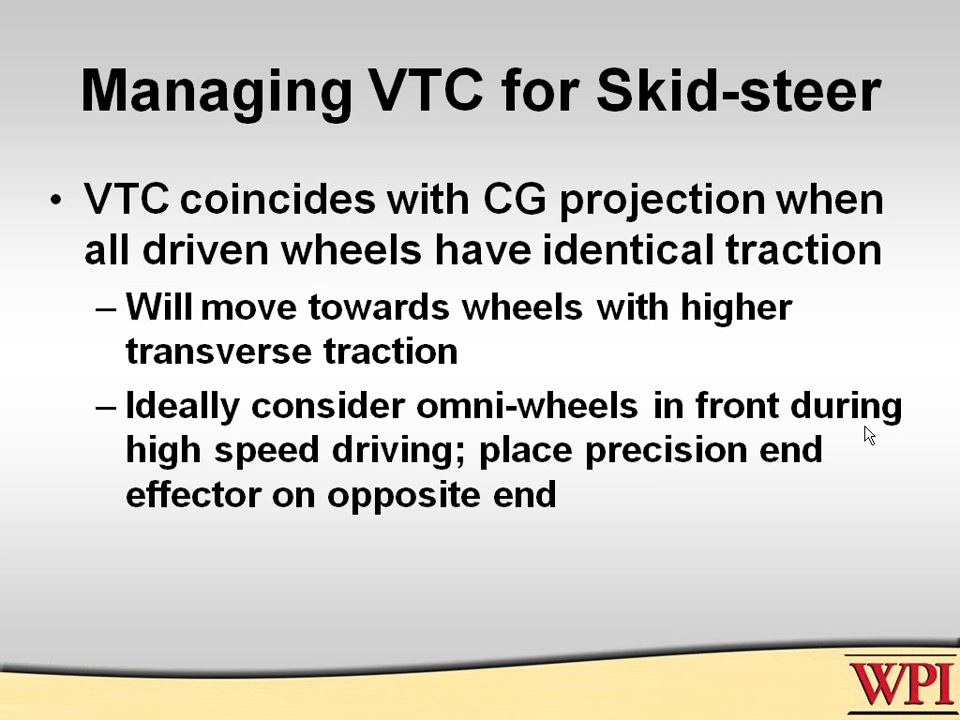 Managing VTC for Skid-steer
• VTC coincides with CG projection when
all driven wheels have identical traction
– Will move towards wheels with higher
transverse traction
– Ideally consider omni-wheels in front during
high speed driving; place precision end
effector on opposite end
WPI